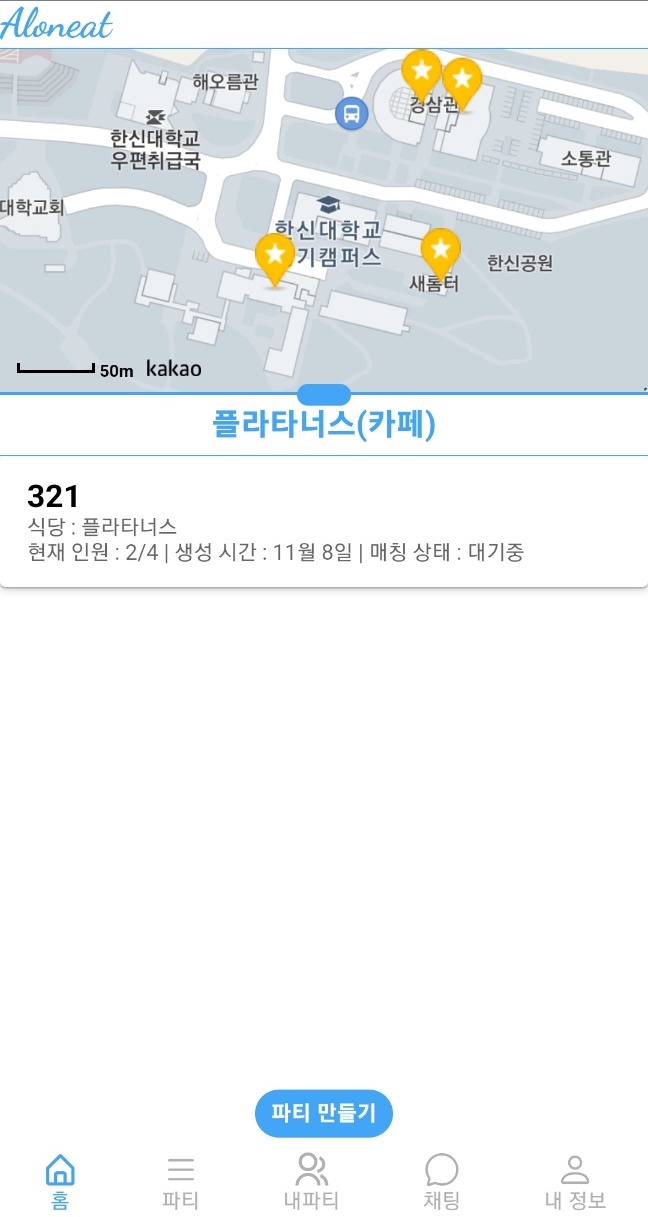 Aloneat
해오름관
경삼관
한신대학교
우편취급국
소통관
대학교회
한신대학교
기캠퍼스
한신공원
새롬터
50m kakao
플라타너스(카페)
321
식당 : 플라타너스
현재 인원 : 2/4 | 생성 시간 : 11월 8일 | 매칭 상태 : 대기중
파티 만들기
홈 파티 내파티 채팅 내 정보